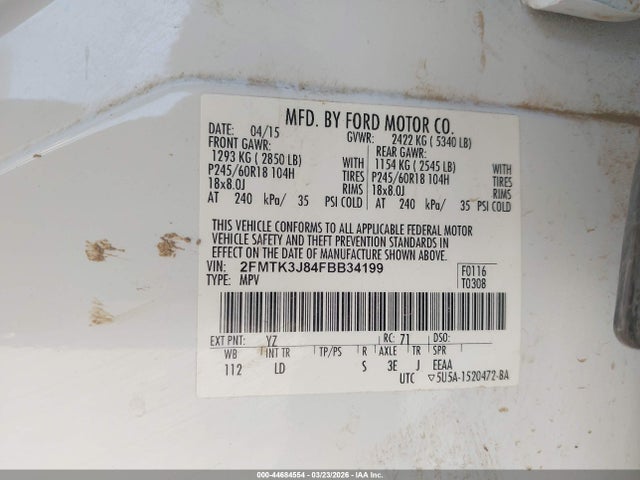 MFD. BY FORD MOTOR CO.
DATE: 04/15 GVWR: 2422 KG ( 5340 LB)
FRONT GAWR: REAR GAWR:
1293 KG ( 2850 LB) WITH 1154 KG ( 2545 LB) WITH
P245/60R18 104H TIRES P245/60R18 104H TIRES
18x8.0J RIMS 18x8.0J RIMS
AT 240 kPa/ 35 PSI COLD AT 240 kPa/ 35 PSI COLD
THIS VEHICLE CONFORMS TO ALL APPLICABLE FEDERAL MOTOR
VEHICLE SAFETY AND THEFT PREVENTION STANDARDS IN
EFFECT ON THE DATE OF MANUFACTURE SHOWN ABOVE.
VIN: 2FMTK3J84FBB34199 F0116
TYPE: MPV T0308
EXT PNT: YZ RC: 71 DSO:
WB INT TR TP/PS R AXLE TR SPR
112 LD S 3E J EEAA
UTC ▽5U5A-1520472-BA
000-44684554 | 03/23/2026 | IAA Inc.